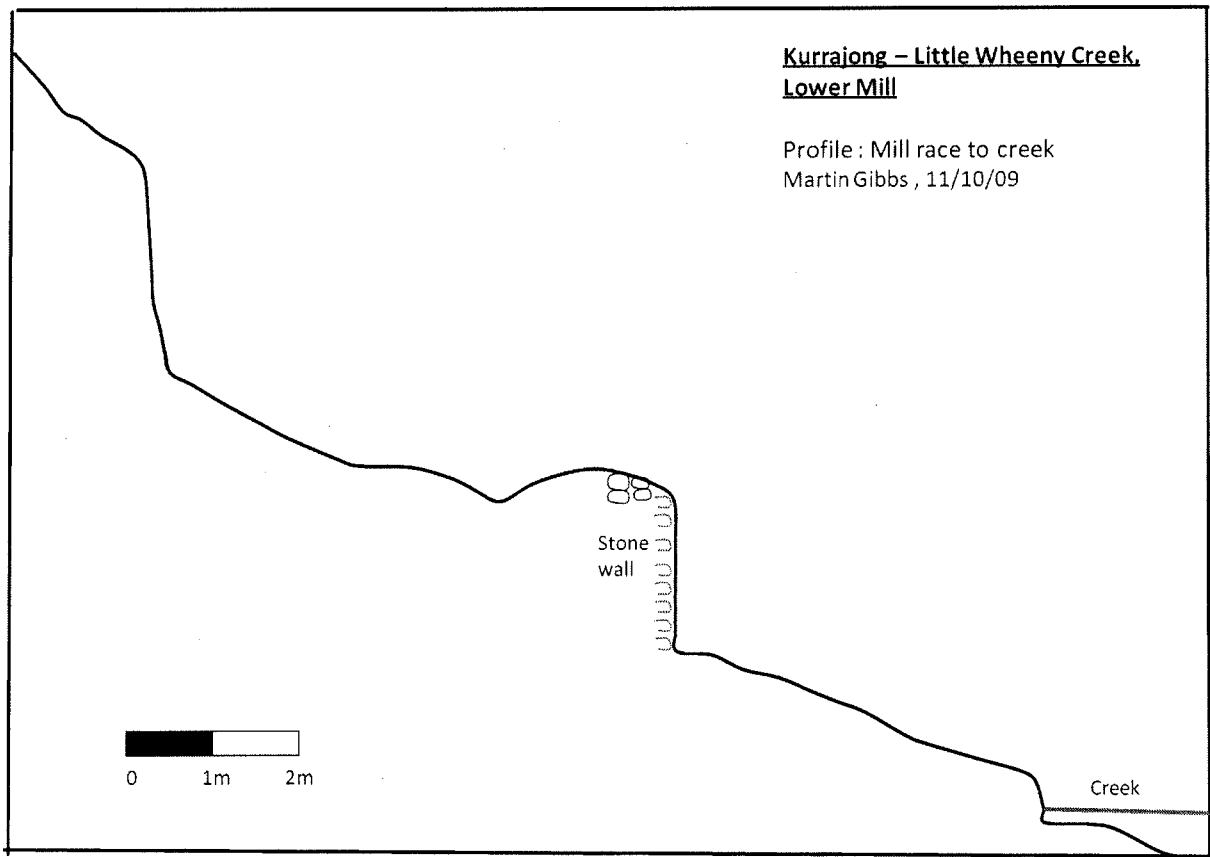 Kurrajong – Little Wheeny Creek,
Lower Mill
Profile : Mill race to creek
Martin Gibbs , 11/10/09
Stone
wall
0 1m 2m
Creek